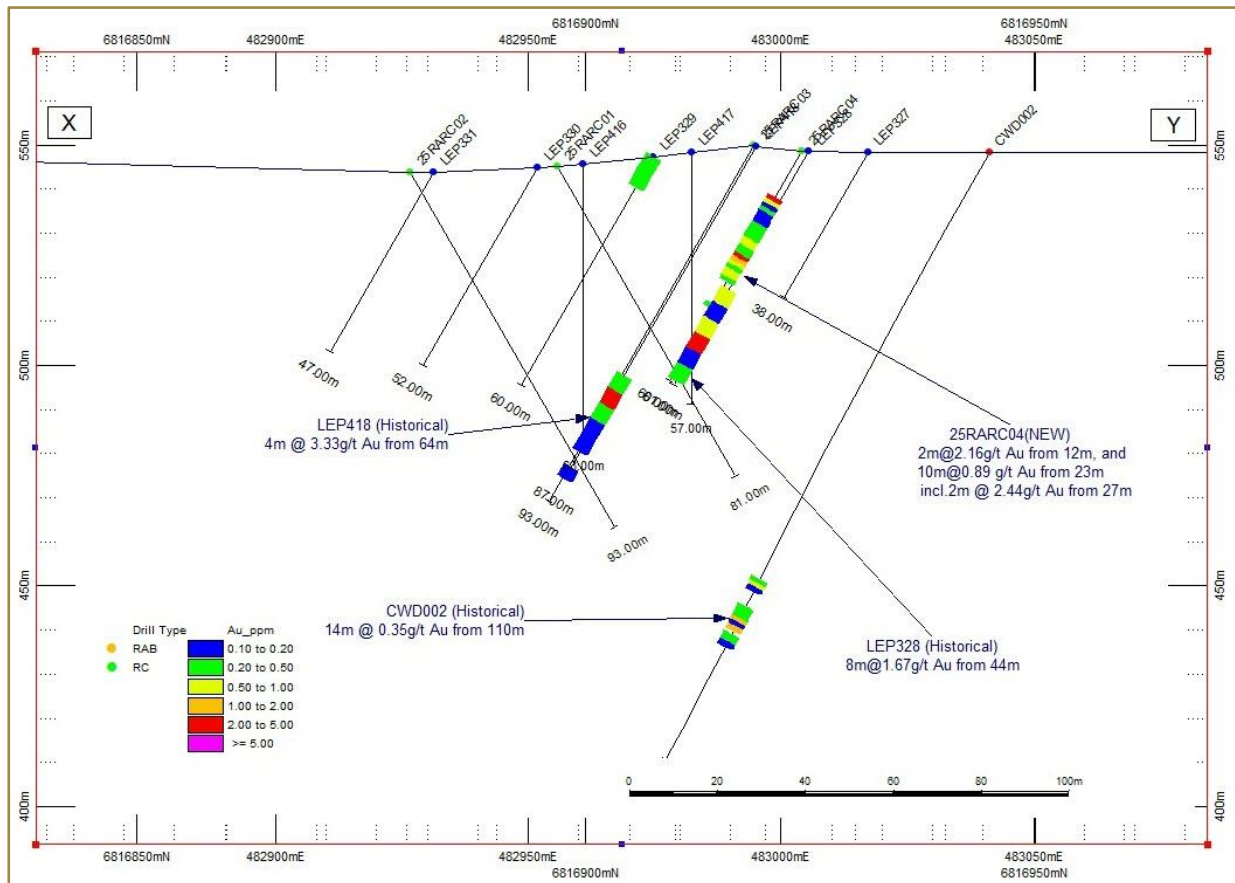 6816900mN
6816950mN
6816850mN
482900mE
482950mE
483000mE
483050mE
X
Y
550m
550m
25RARC02
LEP331
LEP330
25RARC01
LEP416
LEP329
LEP417
25RARC03
25RARC04
LEP328
LEP327
CWD002
500m
500m
47.00m
52.00m
60.00m
57.00m
38.00m
87.00m
93.00m
93.00m
81.00m
LEP418 (Historical)
4m @ 3.33g/t Au from 64m
25RARC04(NEW)
2m@2.16g/t Au from 12m, and
10m@0.89 g/t Au from 23m
incl.2m @ 2.44g/t Au from 27m
450m
450m
CWD002 (Historical)
14m @ 0.35g/t Au from 110m
LEP328 (Historical)
8m@1.67g/t Au from 44m
Drill Type
RAB
RC
Au_ppm
0.10 to 0.20
0.20 to 0.50
0.50 to 1.00
1.00 to 2.00
2.00 to 5.00
>= 5.00
0
20
40
60
80
100m
400m
400m
6816850mN
482900mE
482950mE
6816900mN
483000mE
483050mE
6816950mN